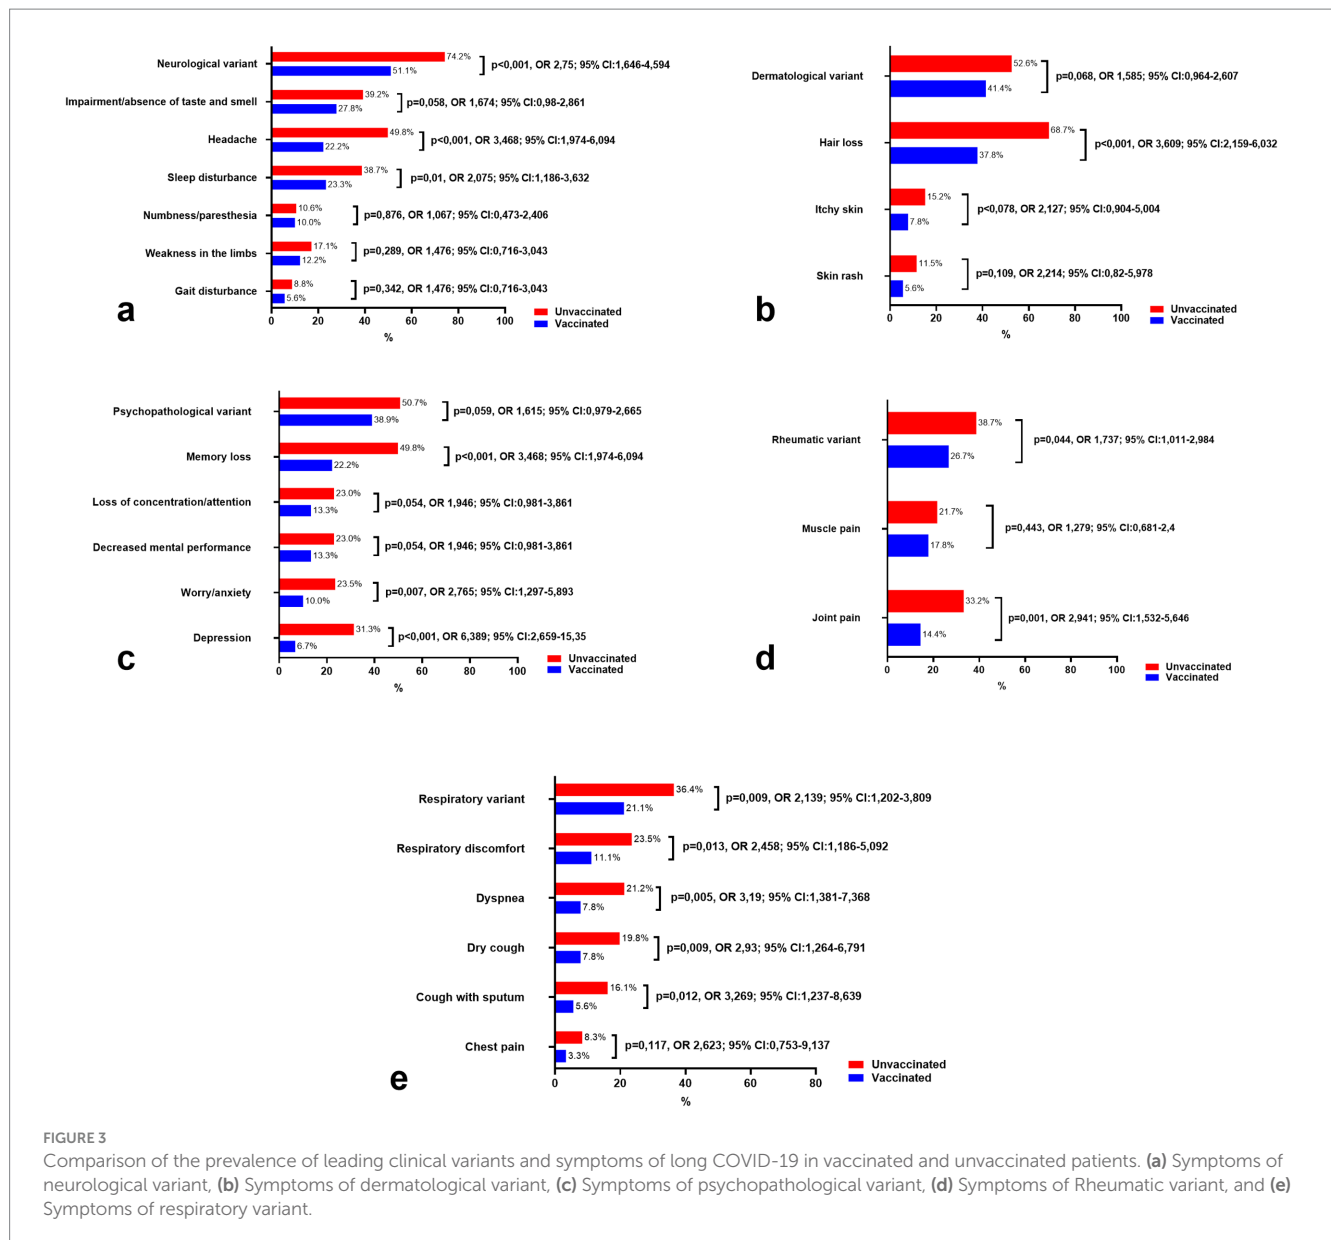 Neurological variant
74.2%
51.1%
p<0,001, OR 2,75; 95% CI:1,646-4,594
Impairment/absence of taste and smell
39.2%
27.8%
p=0,058, OR 1,674; 95% CI:0,98-2,861
Headache
49.8%
22.2%
p<0,001, OR 3,468; 95% CI:1,974-6,094
Sleep disturbance
38.7%
23.3%
p=0,01, OR 2,075; 95% CI:1,186-3,632
Numbness/paresthesia
10.6%
10.0%
p=0,876, OR 1,067; 95% CI:0,473-2,406
Weakness in the limbs
17.1%
12.2%
p=0,289, OR 1,476; 95% CI:0,716-3,043
Gait disturbance
8.8%
5.6%
p=0,342, OR 1,476; 95% CI:0,716-3,043
a
0 20 40 60 80 100
%
Unvaccinated
Vaccinated
Dermatological variant
52.6%
41.4%
p=0,068, OR 1,585; 95% CI:0,964-2,607
Hair loss
68.7%
37.8%
p<0,001, OR 3,609; 95% CI:2,159-6,032
Itchy skin
15.2%
7.8%
p<0,078, OR 2,127; 95% CI:0,904-5,004
Skin rash
11.5%
5.6%
p=0,109, OR 2,214; 95% CI:0,82-5,978
b
0 20 40 60 80 100
%
Unvaccinated
Vaccinated
Psychopathological variant
50.7%
38.9%
p=0,059, OR 1,615; 95% CI:0,979-2,665
Memory loss
49.8%
22.2%
p<0,001, OR 3,468; 95% CI:1,974-6,094
Loss of concentration/attention
23.0%
13.3%
p=0,054, OR 1,946; 95% CI:0,981-3,861
Decreased mental performance
23.0%
13.3%
p=0,054, OR 1,946; 95% CI:0,981-3,861
Worry/anxiety
23.5%
10.0%
p=0,007, OR 2,765; 95% CI:1,297-5,893
Depression
31.3%
6.7%
p<0,001, OR 6,389; 95% CI:2,659-15,35
c
0 20 40 60 80 100
%
Unvaccinated
Vaccinated
Rheumatic variant
38.7%
26.7%
p=0,044, OR 1,737; 95% CI:1,011-2,984
Muscle pain
21.7%
17.8%
p=0,443, OR 1,279; 95% CI:0,681-2,4
Joint pain
33.2%
14.4%
p=0,001, OR 2,941; 95% CI:1,532-5,646
d
0 20 40 60 80 100
%
Unvaccinated
Vaccinated
Respiratory variant
36.4%
21.1%
p=0,009, OR 2,139; 95% CI:1,202-3,809
Respiratory discomfort
23.5%
11.1%
p=0,013, OR 2,458; 95% CI:1,186-5,092
Dyspnea
21.2%
7.8%
p=0,005, OR 3,19; 95% CI:1,381-7,368
Dry cough
19.8%
7.8%
p=0,009, OR 2,93; 95% CI:1,264-6,791
Cough with sputum
16.1%
5.6%
p=0,012, OR 3,269; 95% CI:1,237-8,639
Chest pain
8.3%
3.3%
p=0,117, OR 2,623; 95% CI:0,753-9,137
e
0 20 40 60 80
%
Unvaccinated
Vaccinated
FIGURE 3
Comparison of the prevalence of leading clinical variants and symptoms of long COVID-19 in vaccinated and unvaccinated patients. (a) Symptoms of
neurological variant, (b) Symptoms of dermatological variant, (c) Symptoms of psychopathological variant, (d) Symptoms of Rheumatic variant, and (e)
Symptoms of respiratory variant.